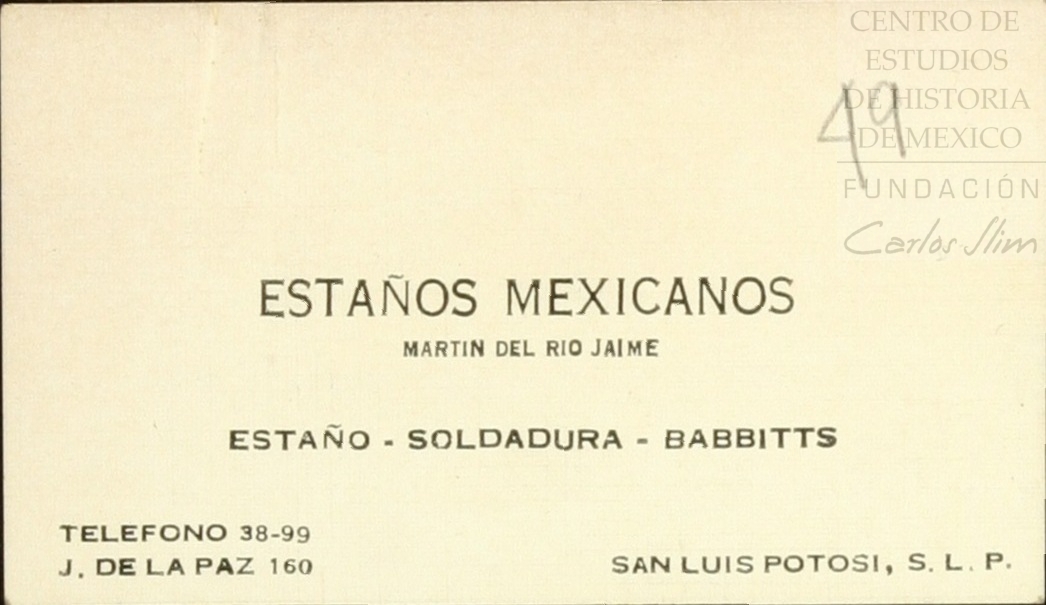 CENTRO DE
ESTUDIOS
DE HISTORIA
DE MEXICO
FUNDACIÓN
Carlos Slim
49
ESTAÑOS MEXICANOS
MARTIN DEL RIO JAIME
ESTAÑO - SOLDADURA - BABBITTS
TELEFONO 38-99
J. DE LA PAZ 160
SAN LUIS POTOSI, S. L. P.